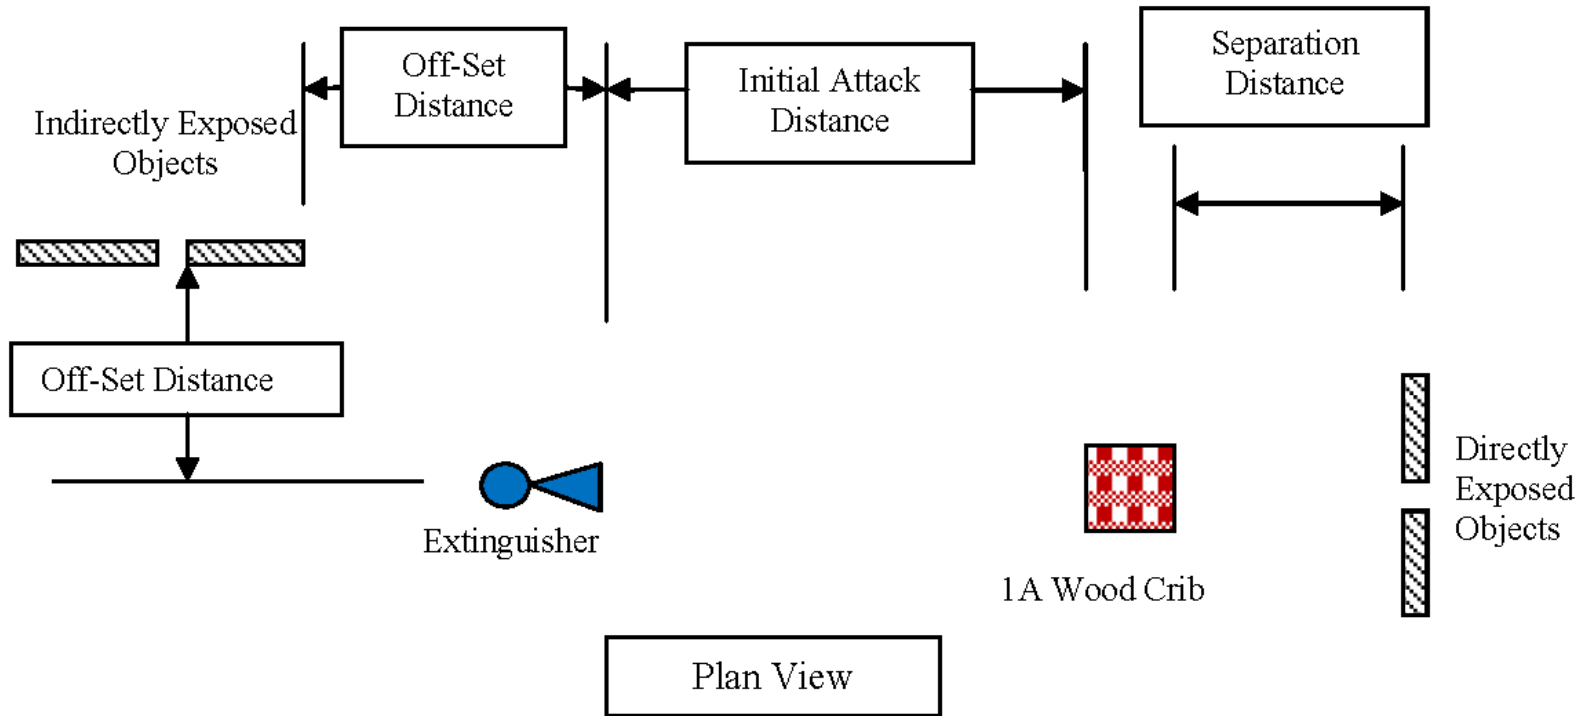 Off-Set
Distance
Initial Attack
Distance
Separation
Distance
Indirectly Exposed
Objects
Off-Set Distance
Extinguisher
1A Wood Crib
Directly
Exposed
Objects
Plan View